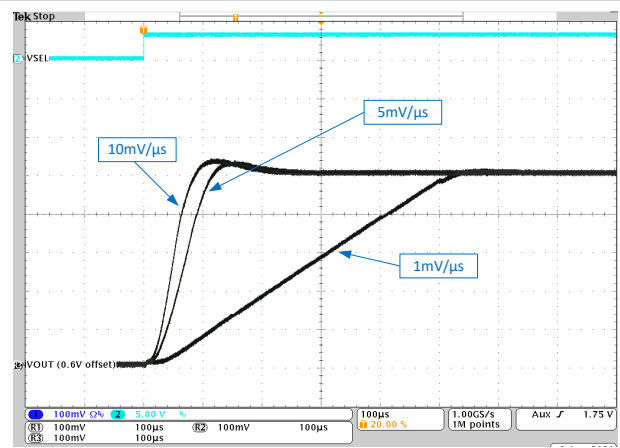 Tek Stop
T
T
2 VSEL
5mV/µs
10mV/µs
1mV/µs
VOUT (0.6V offset)
1 100mV Ω 2 5.00 V
R1 100mV 100µs R2 100mV 100µs
R3 100mV 100µs
100µs
T 20.00 %
1.00GS/s
1M points
Aux 1.75 V